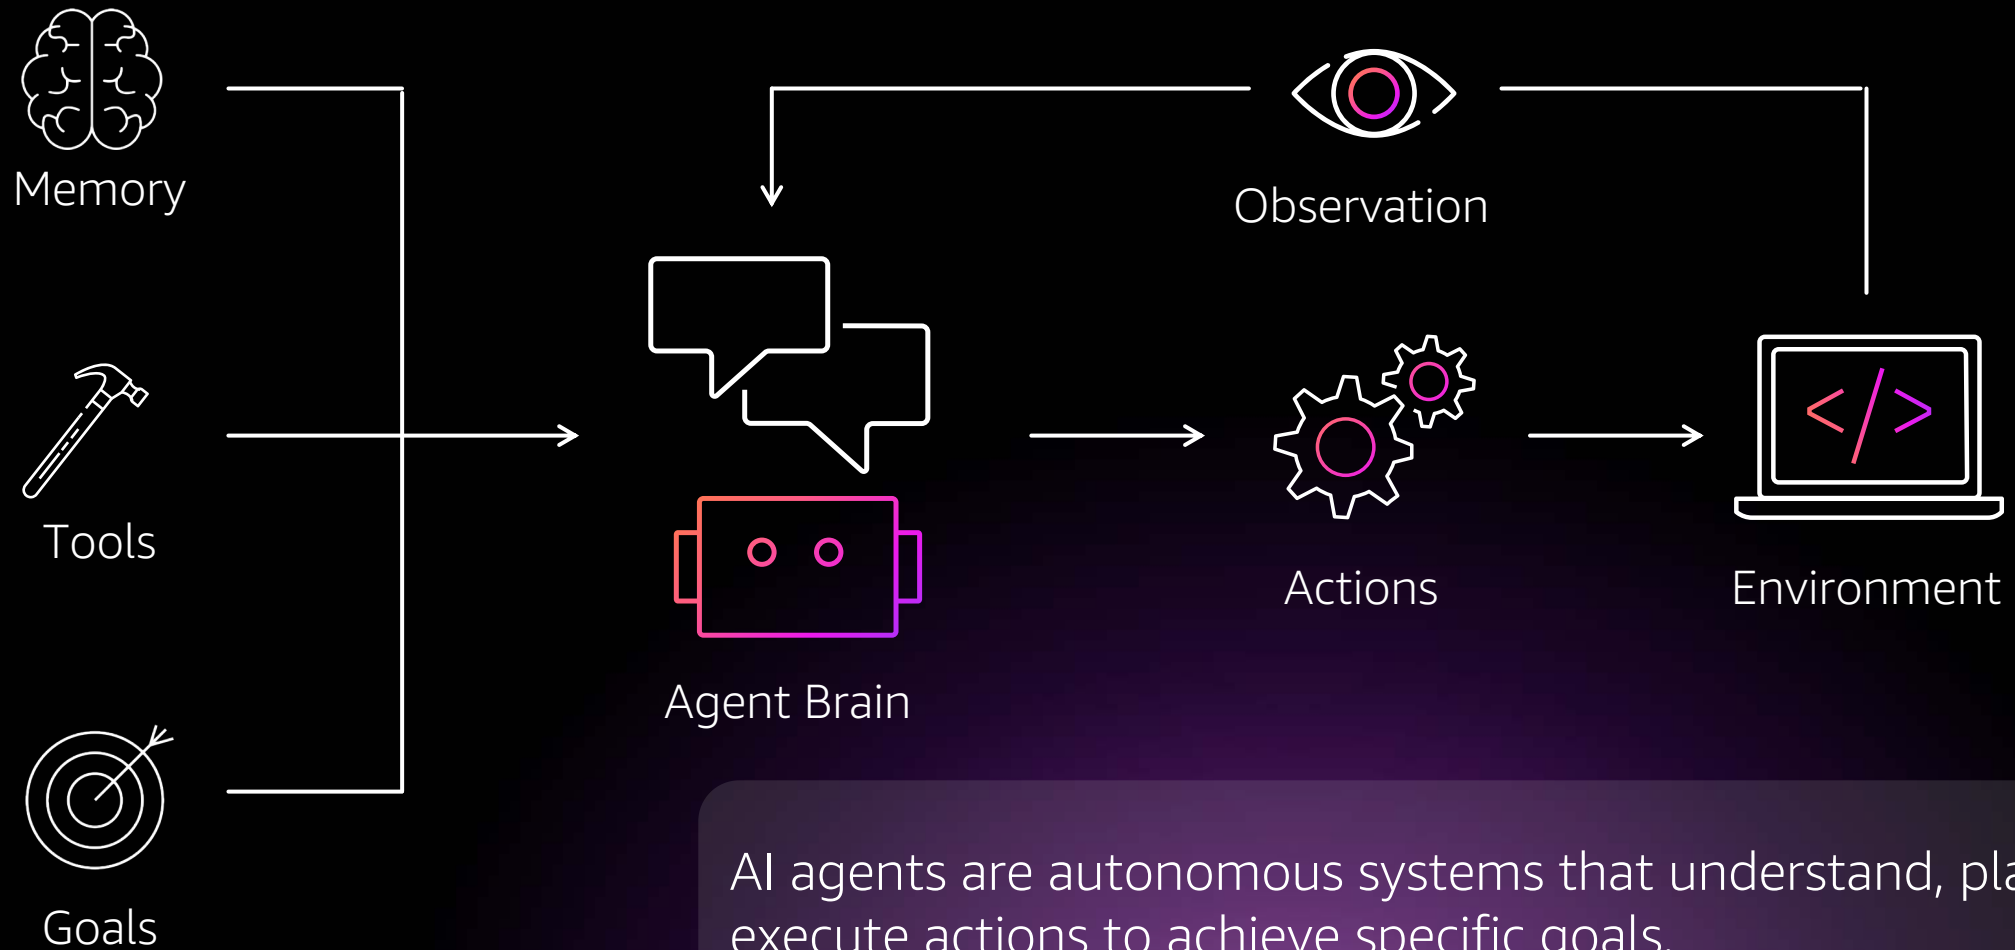 Memory
Observation
Tools
Actions
Environment
</>
Agent Brain
Goals
AI agents are autonomous systems that understand,
execute actions to achieve specific goals.